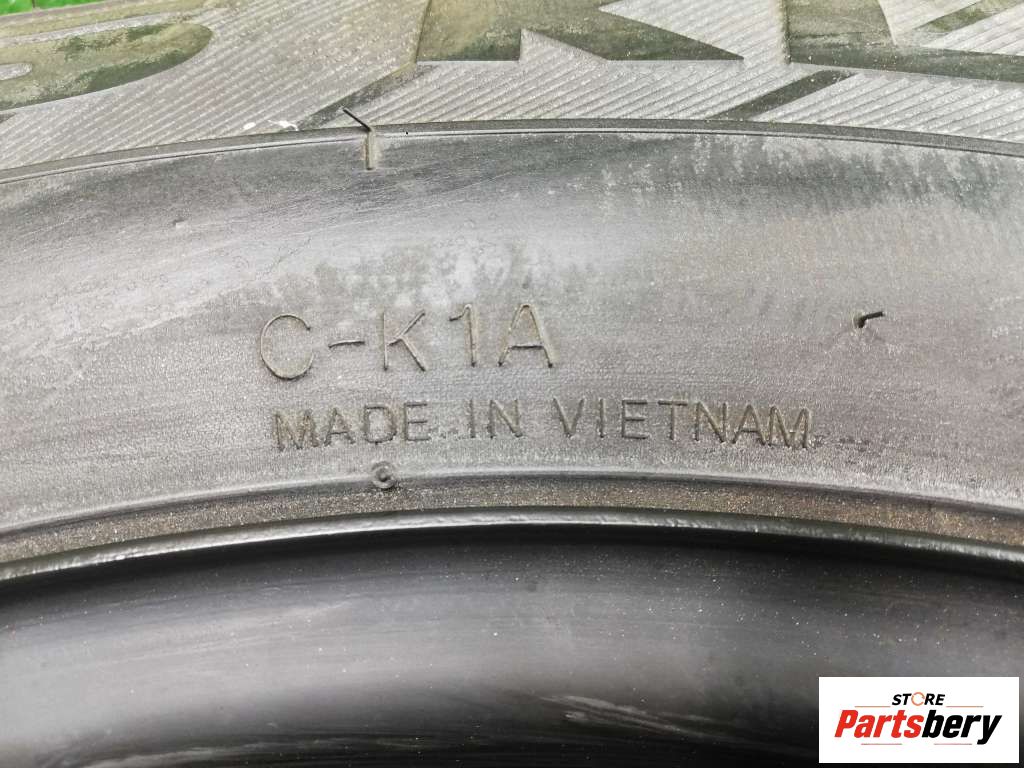 C-K1A
MADE IN VIETNAM
STORE
Partsbery